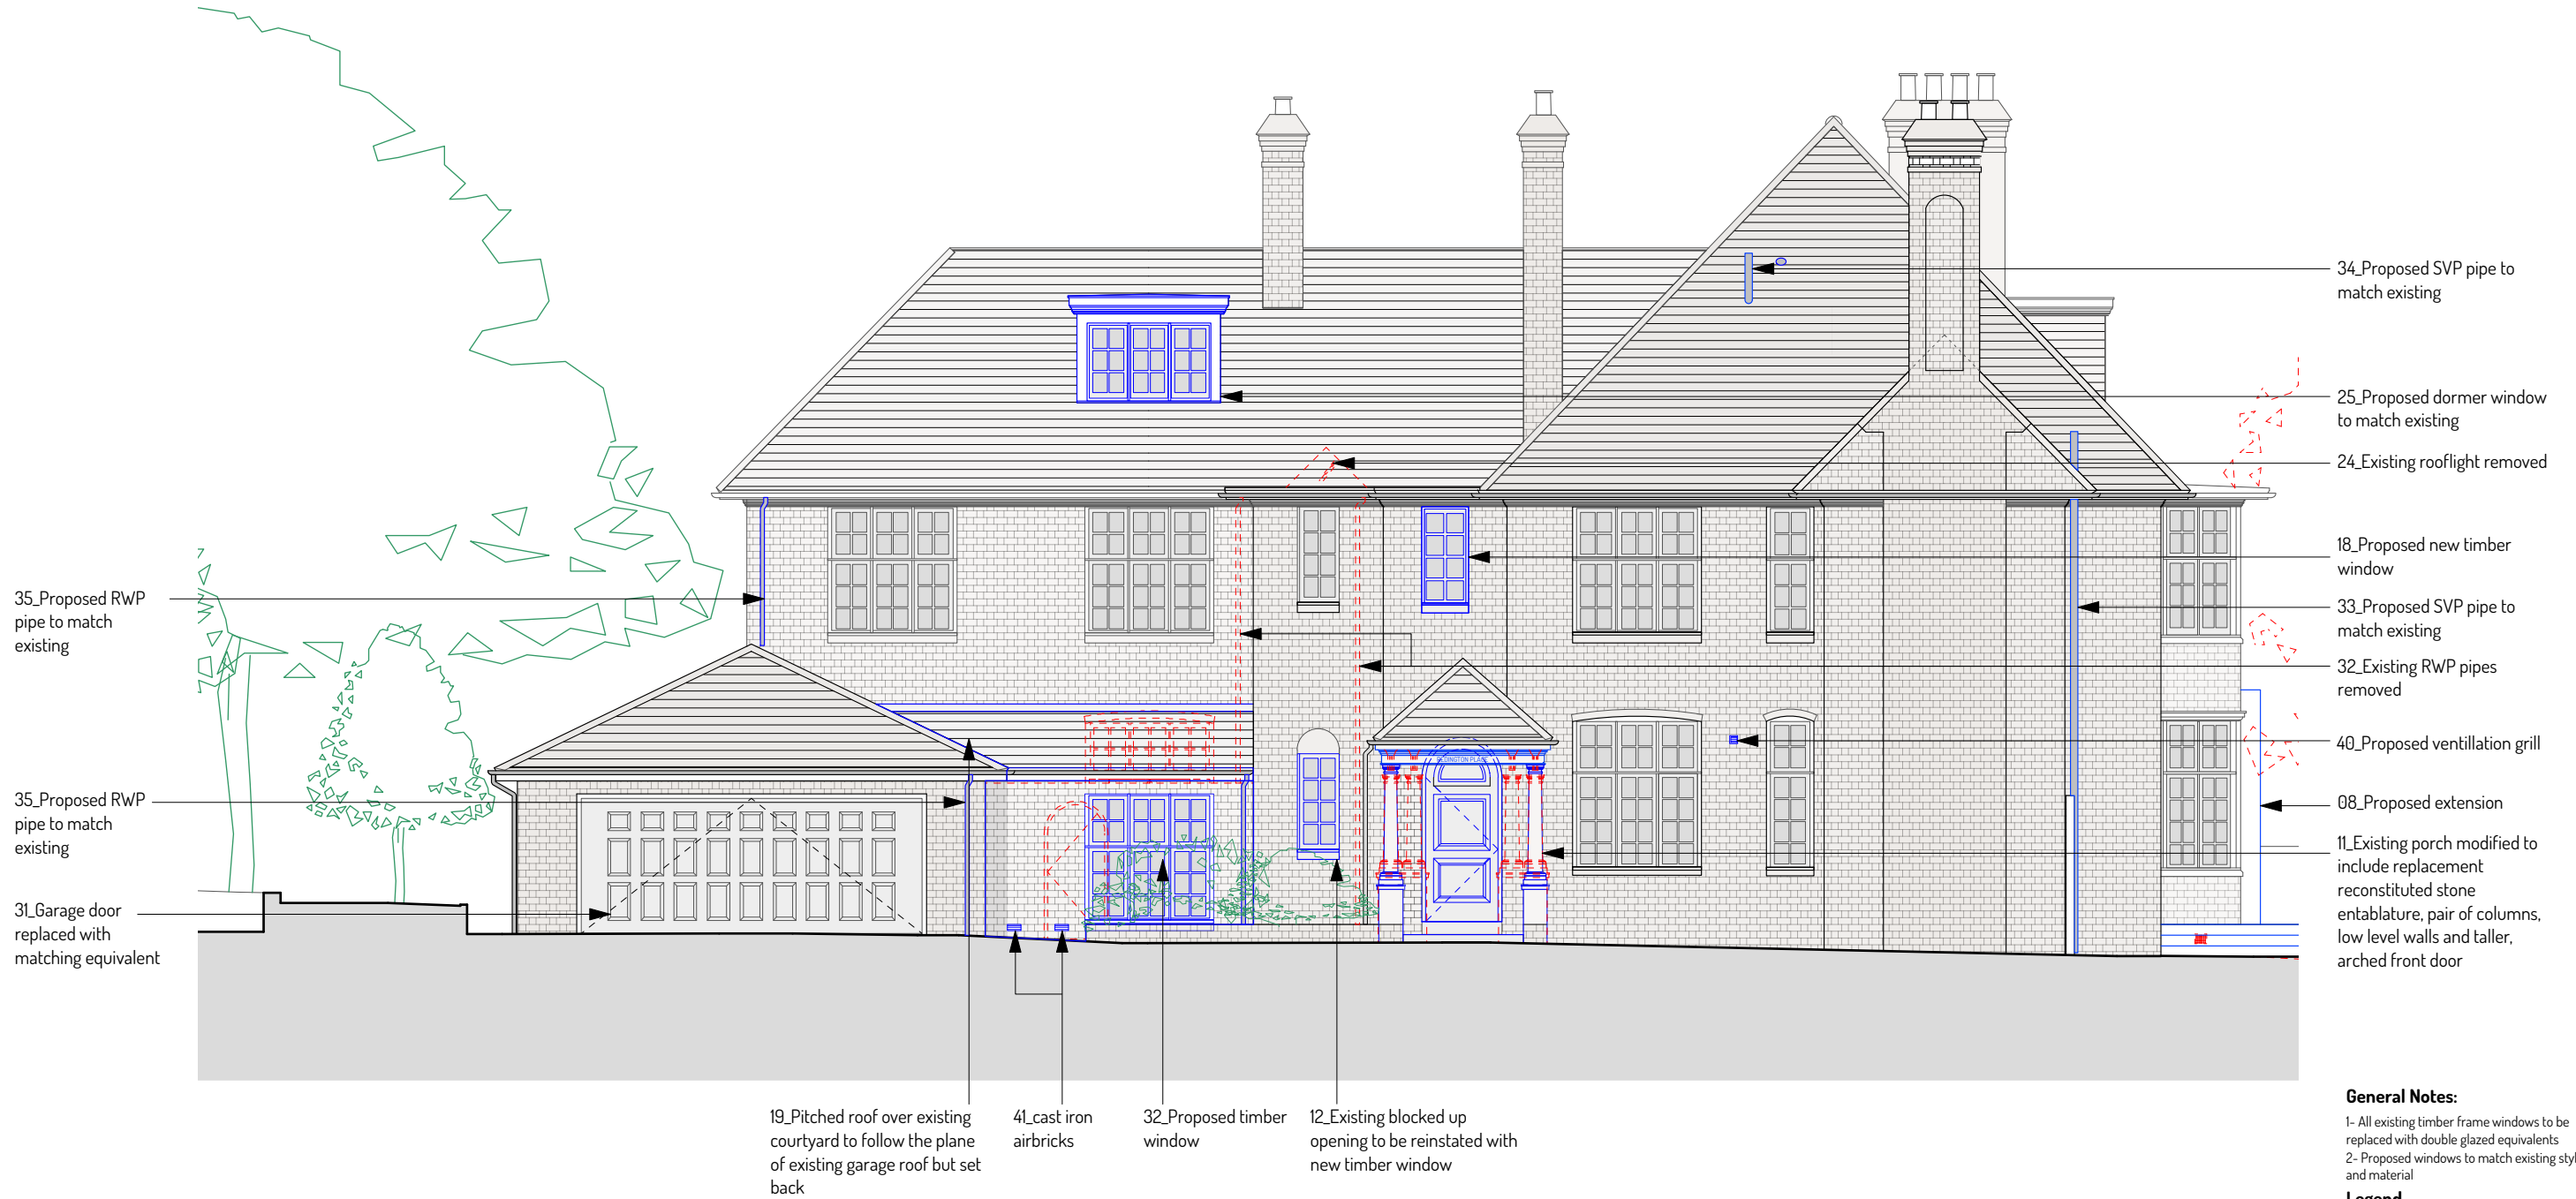 34_Proposed SVP pipe to
match existing
25_Proposed dormer window
to match existing
24_Existing rooflight removed
18_Proposed new timber
window
33_Proposed SVP pipe to
match existing
32_Existing RWP pipes
removed
40_Proposed ventillation grill
08_Proposed extension
11_Existing porch modified to
include replacement
reconstituted stone
entablature, pair of columns,
low level walls and taller,
arched front door
35_Proposed RWP
pipe to match
existing
35_Proposed RWP
pipe to match
existing
31_Garage door
replaced with
matching equivalent
19_Pitched roof over existing
courtyard to follow the plane
of existing garage roof but set
back
41_cast iron
airbricks
32_Proposed timber
window
12_Existing blocked up
opening to be reinstated with
new timber window
General Notes:
1- All existing timber frame windows to be
replaced with double glazed equivalents
2- Proposed windows to match existing styl
and material
Legend